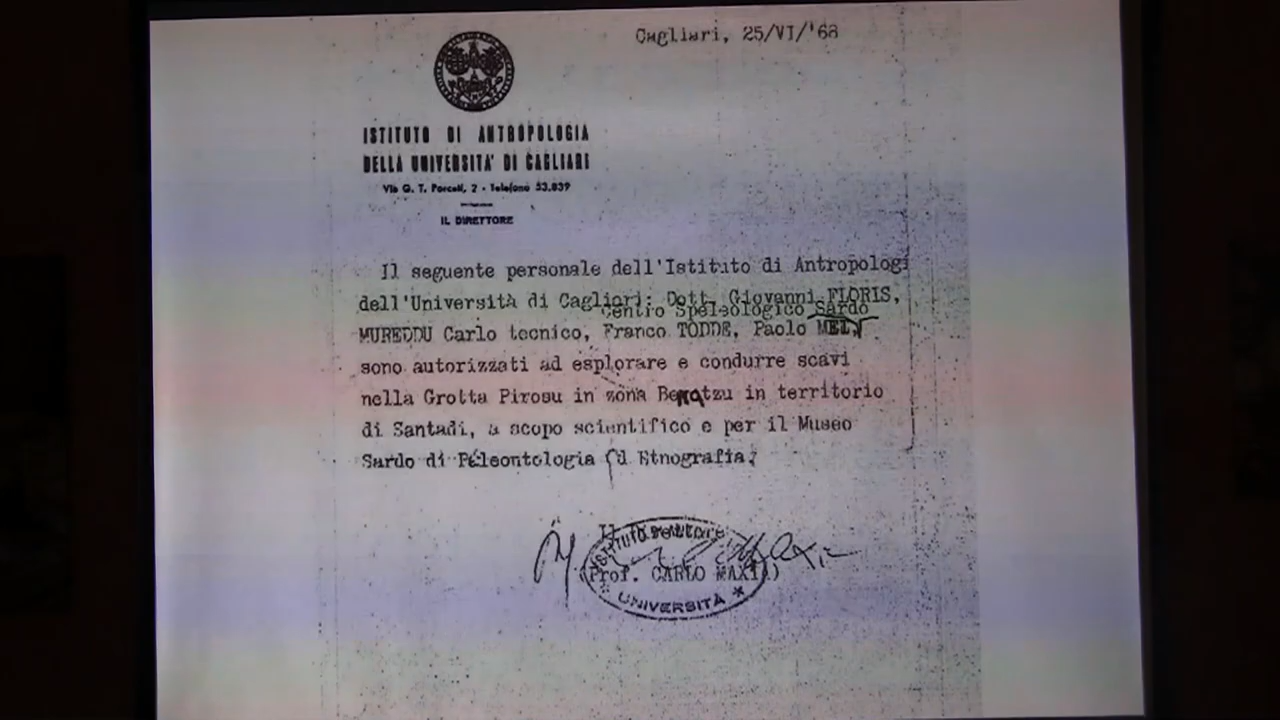 Cagliari, 25/VI/'68
ISTITUTO DI ANTROPOLOGIA
DELLA UNIVERSITA' DI CAGLIARI
Via G. T. Porcell, 2 - Telefono 53.839
IL DIRETTORE
Il seguente personale dell'Istituto di Antropologi
dell'Università di Cagliari: Dott. Giovanni FLORIS,
Centro Speleologico Sardo
MUREDDU Carlo tecnico, Franco TODDE, Paolo
sono autorizzati ad esplorare e condurre scavi
nella Grotta Pirosu in zona in territorio
di Santadi, a scopo scientifico e per il Museo
Sardo di Paleontologia ed Etnografia.
Il
(Prof. CARLO MAXIA)
ISTITUTO
UNIVERSITÀ